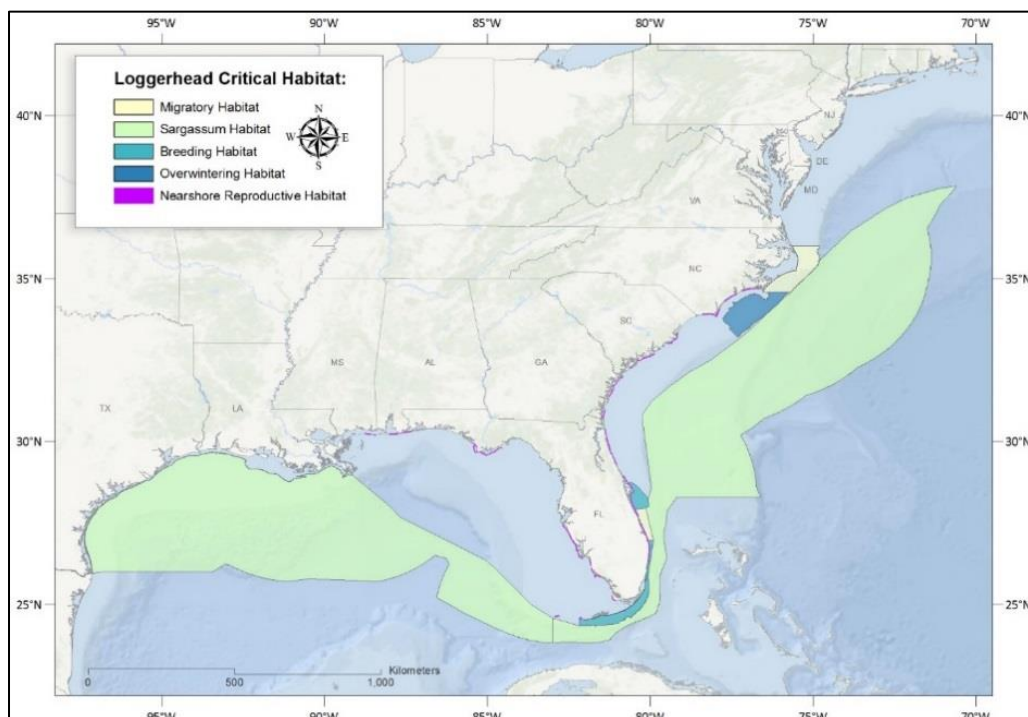 95°W 90°W 85°W 80°W 75°W 70°W
Loggerhead Critical Habitat:
Migratory Habitat
Sargassum Habitat
Breeding Habitat
Overwintering Habitat
Nearshore Reproductive Habitat
N
W E
S
40°N 40°N
NJ
DE
MD
VA
35°N 35°N
NC
SC
MS AL GA
TX LA
30°N 30°N
FL
25°N 25°N
Kilometers
0 500 1,000
95°W 90°W 85°W 80°W 75°W 70°W